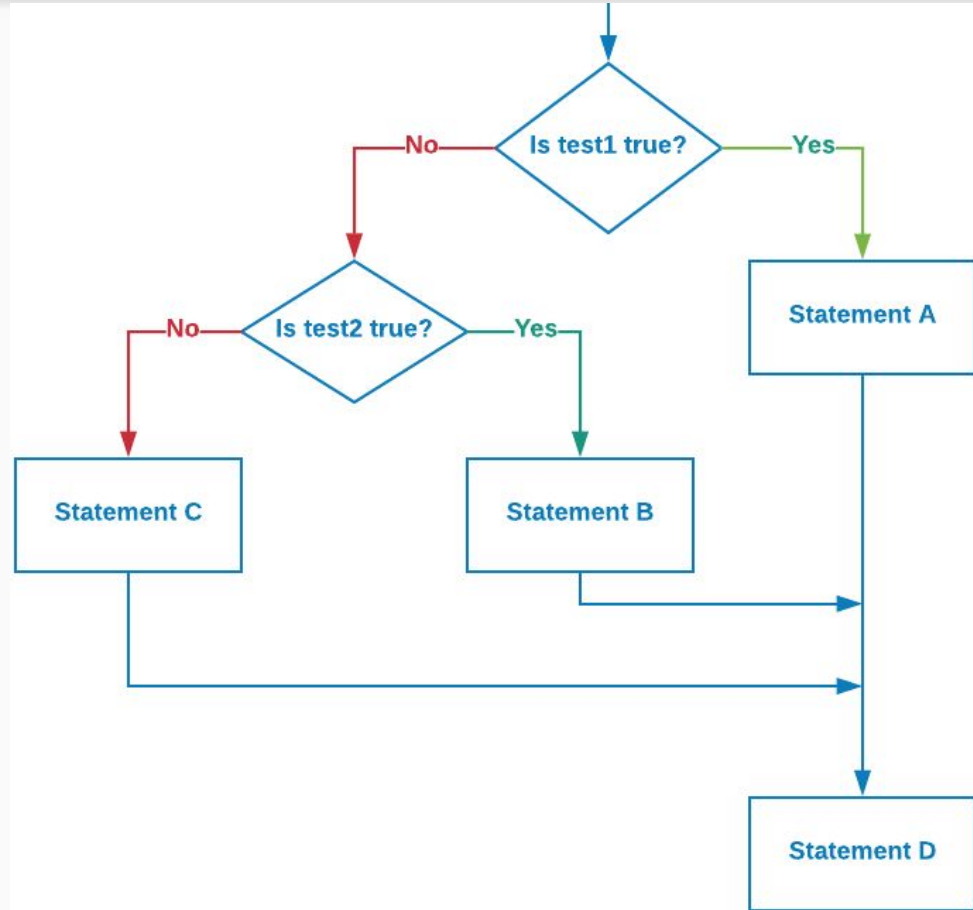 Is test1 true?
No
Yes
Statement A
Is test2 true?
No
Yes
Statement C
Statement B
Statement D